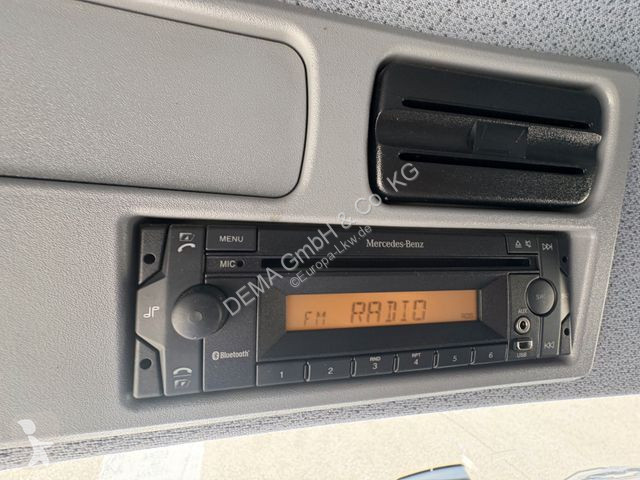 MENU
Mercedes-Benz
MIC
FM RADIO RDS
AUX
Bluetooth
RND RPT
1 2 3 4 5 6
USB
DEMA GmbH & Co. KG
©Europa-Lkw.de